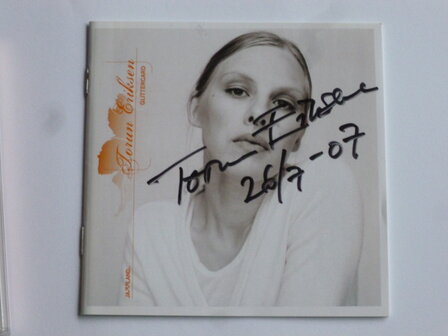 Torun Eriksen
GLITTERCARD
JAZZLAND
Torun Eriksen
26/7-07